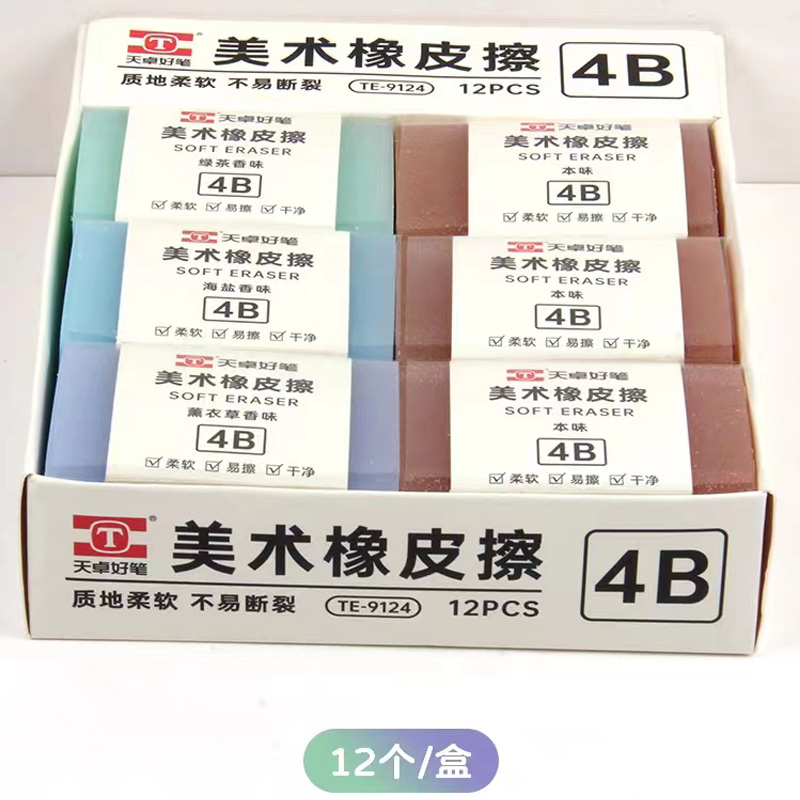 天卓好笔® 美术橡皮擦 4B
质地柔软 不易断裂 TE-9124 12PCS
天卓好笔
美术橡皮擦
SOFT ERASER
绿茶香味
4B
柔软 易擦 干净
天卓好笔
美术橡皮擦
SOFT ERASER
本味
4B
柔软 易擦 干净
天卓好笔
美术橡皮擦
SOFT ERASER
海盐香味
4B
柔软 易擦 干净
天卓好笔
美术橡皮擦
SOFT ERASER
本味
4B
柔软 易擦 干净
天卓好笔
美术橡皮擦
SOFT ERASER
薰衣草香味
4B
柔软 易擦 干净
天卓好笔
美术橡皮擦
SOFT ERASER
本味
4B
柔软 易擦 干净
天卓好笔® 美术橡皮擦 4B
质地柔软 不易断裂 TE-9124 12PCS
12个/盒